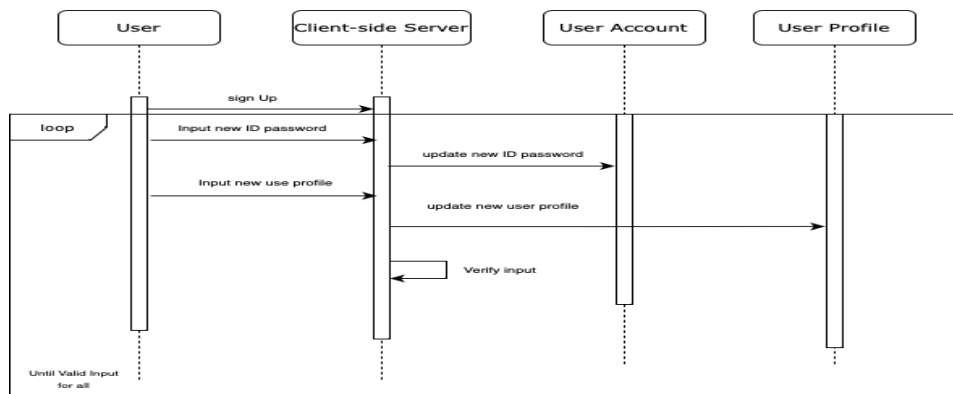 User
Client-side Server
User Account
User Profile
sign Up
loop
Input new ID password
update new ID password
Input new use profile
update new user profile
Verify input
Until Valid Input
for all